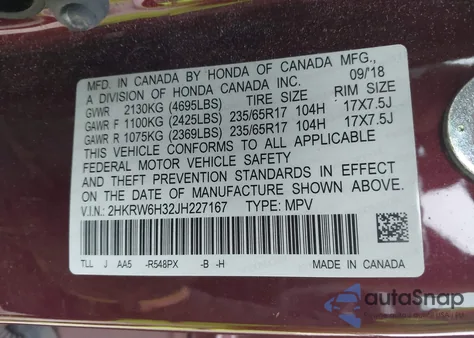 MFD. IN CANADA BY HONDA OF CANADA MFG.,
A DIVISION OF HONDA CANADA INC. 09/18
GVWR 2130KG (4695LBS) TIRE SIZE RIM SIZE
GAWR F 1100KG (2425LBS) 235/65R17 104H 17X7.5J
GAWR R 1075KG (2369LBS) 235/65R17 104H 17X7.5J
THIS VEHICLE CONFORMS TO ALL APPLICABLE
FEDERAL MOTOR VEHICLE SAFETY AND THEFT
PREVENTION STANDARDS IN EFFECT ON THE
DATE OF MANUFACTURE SHOWN ABOVE.
V.I.N.: 2HKRW6H32JH227167 TYPE: MPV
TLL J AA5 -R548PX -B -H MADE IN CANADA
autoSnap